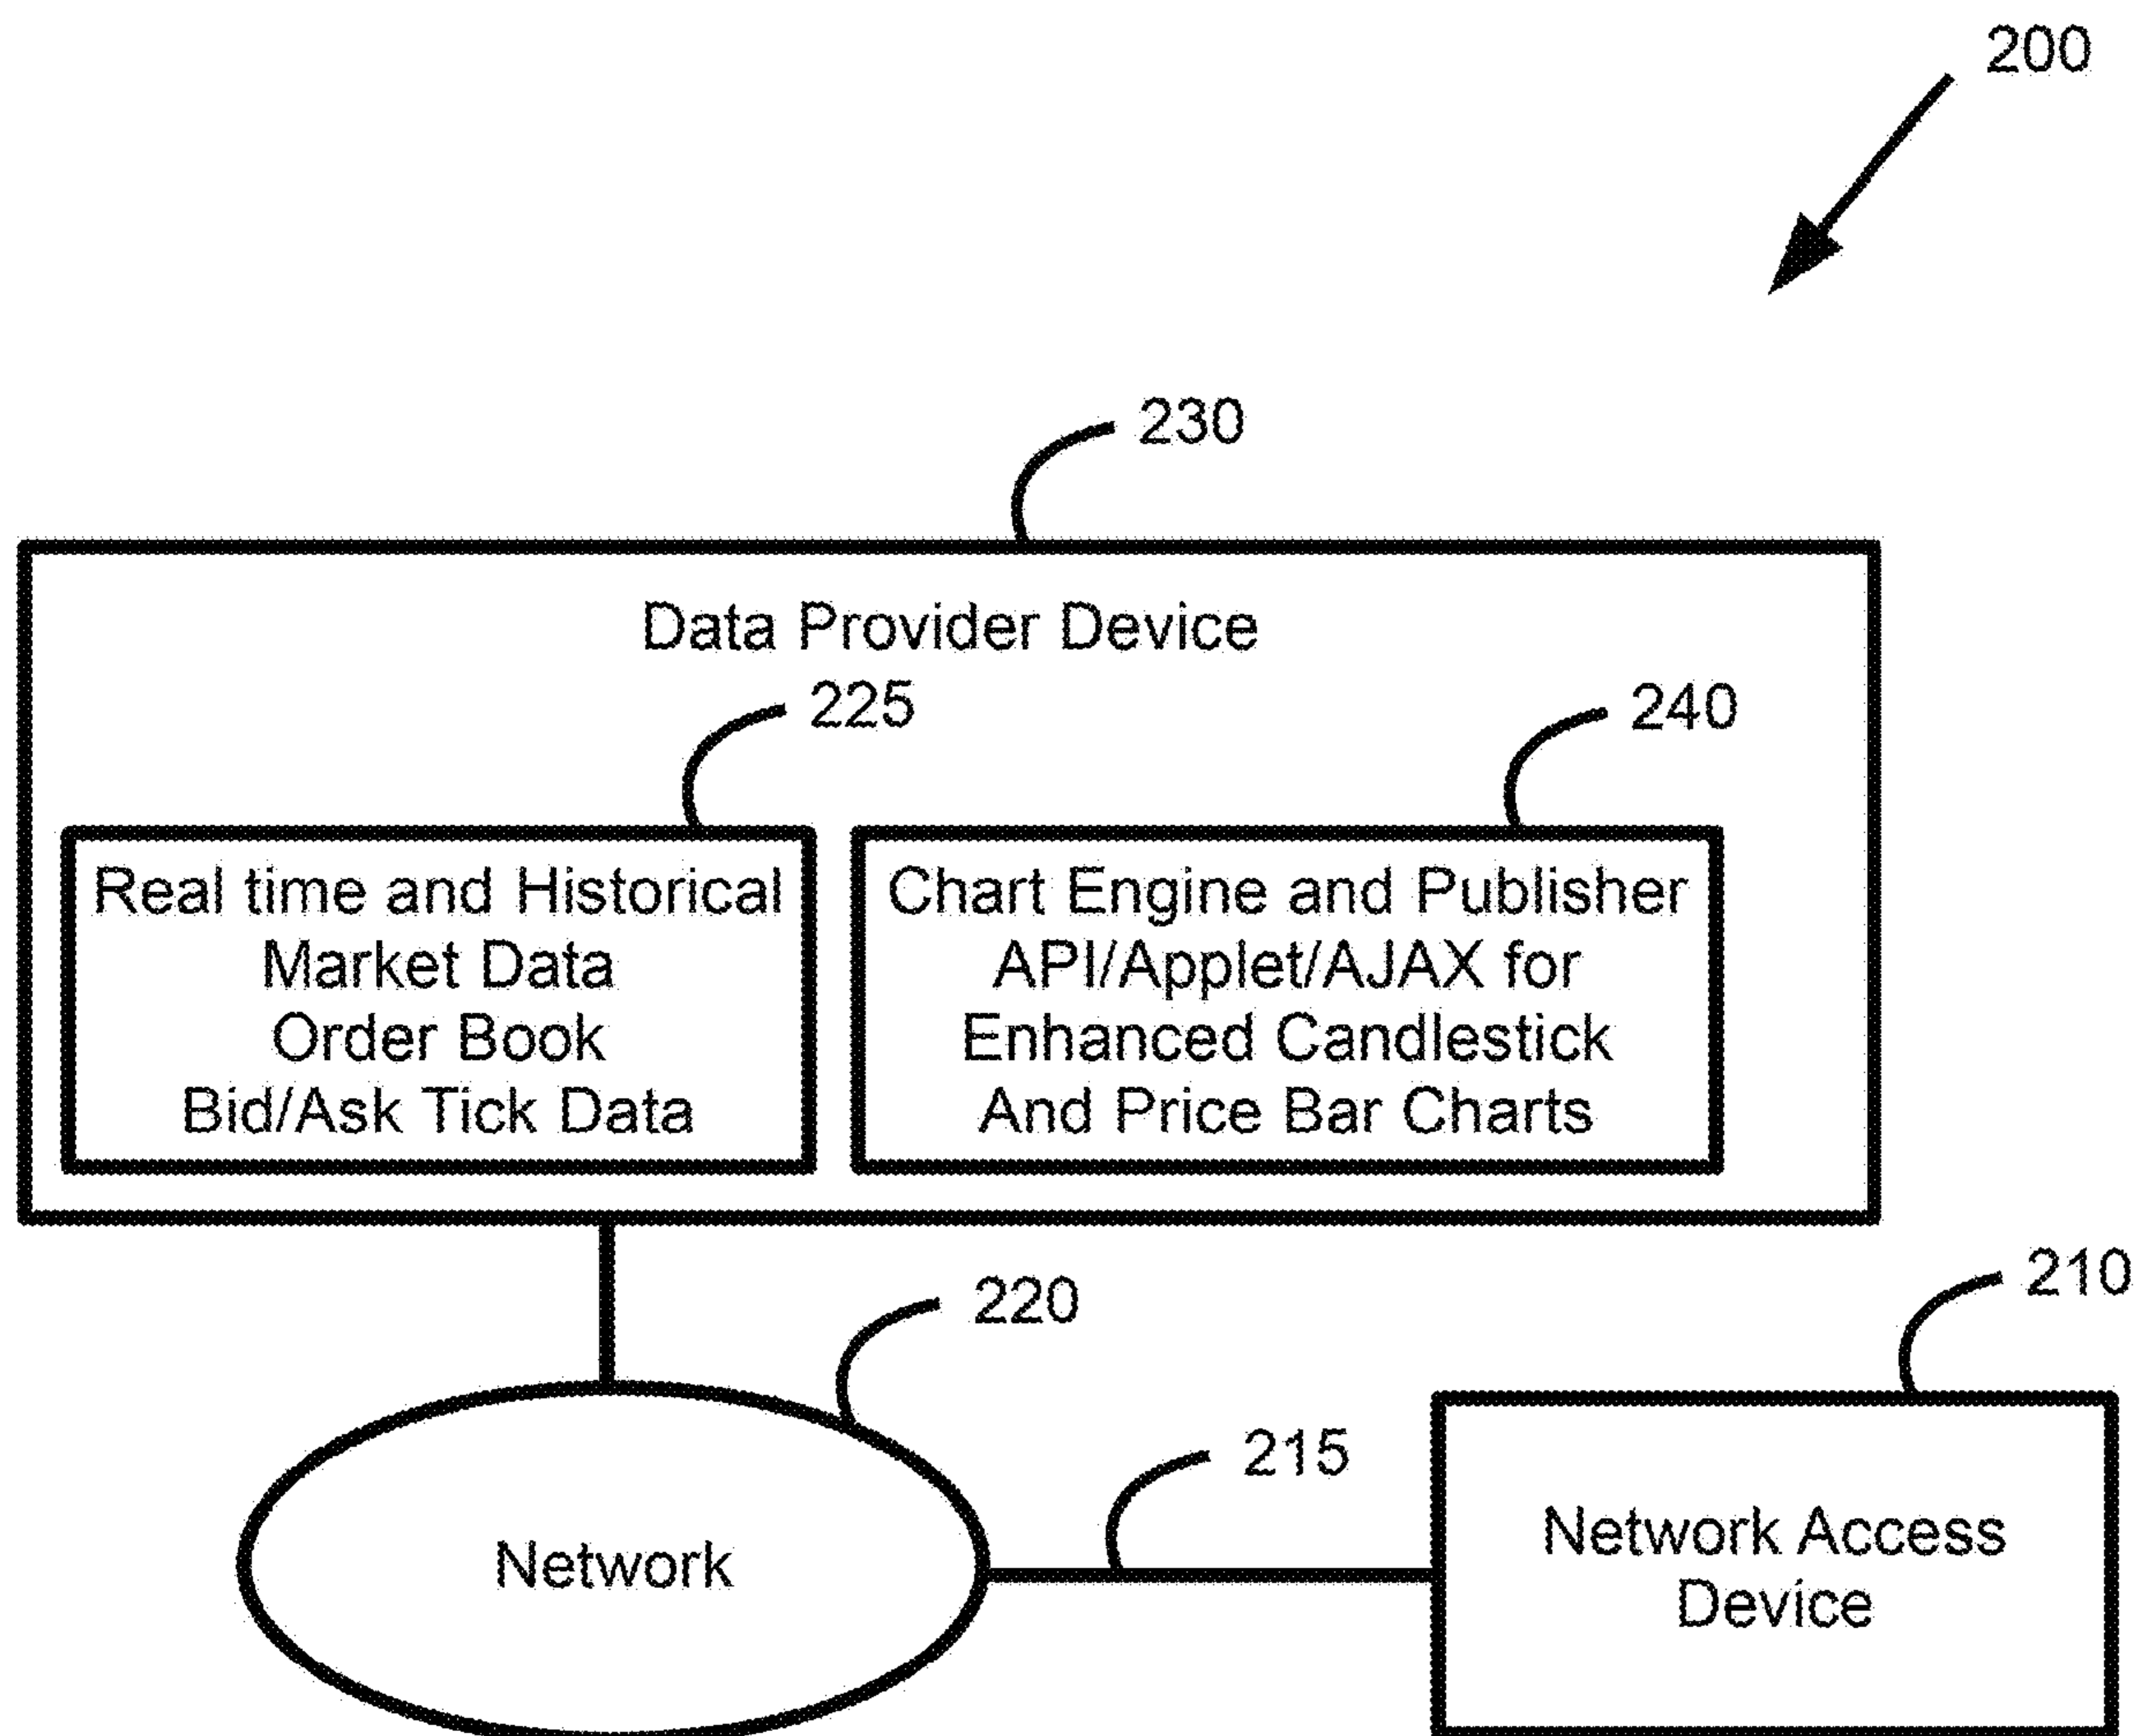 200
230
Data Provider Device
225
240
Real time and Historical
Market Data
Order Book
Bid/Ask Tick Data
Chart Engine and Publisher
API/Applet/AJAX for
Enhanced Candlestick
And Price Bar Charts
220
210
215
Network
Network Access
Device